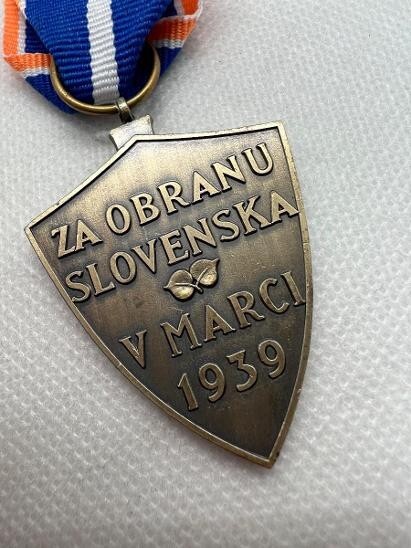 ZA OBRANU
SLOVENSKA
V MARCI
1939